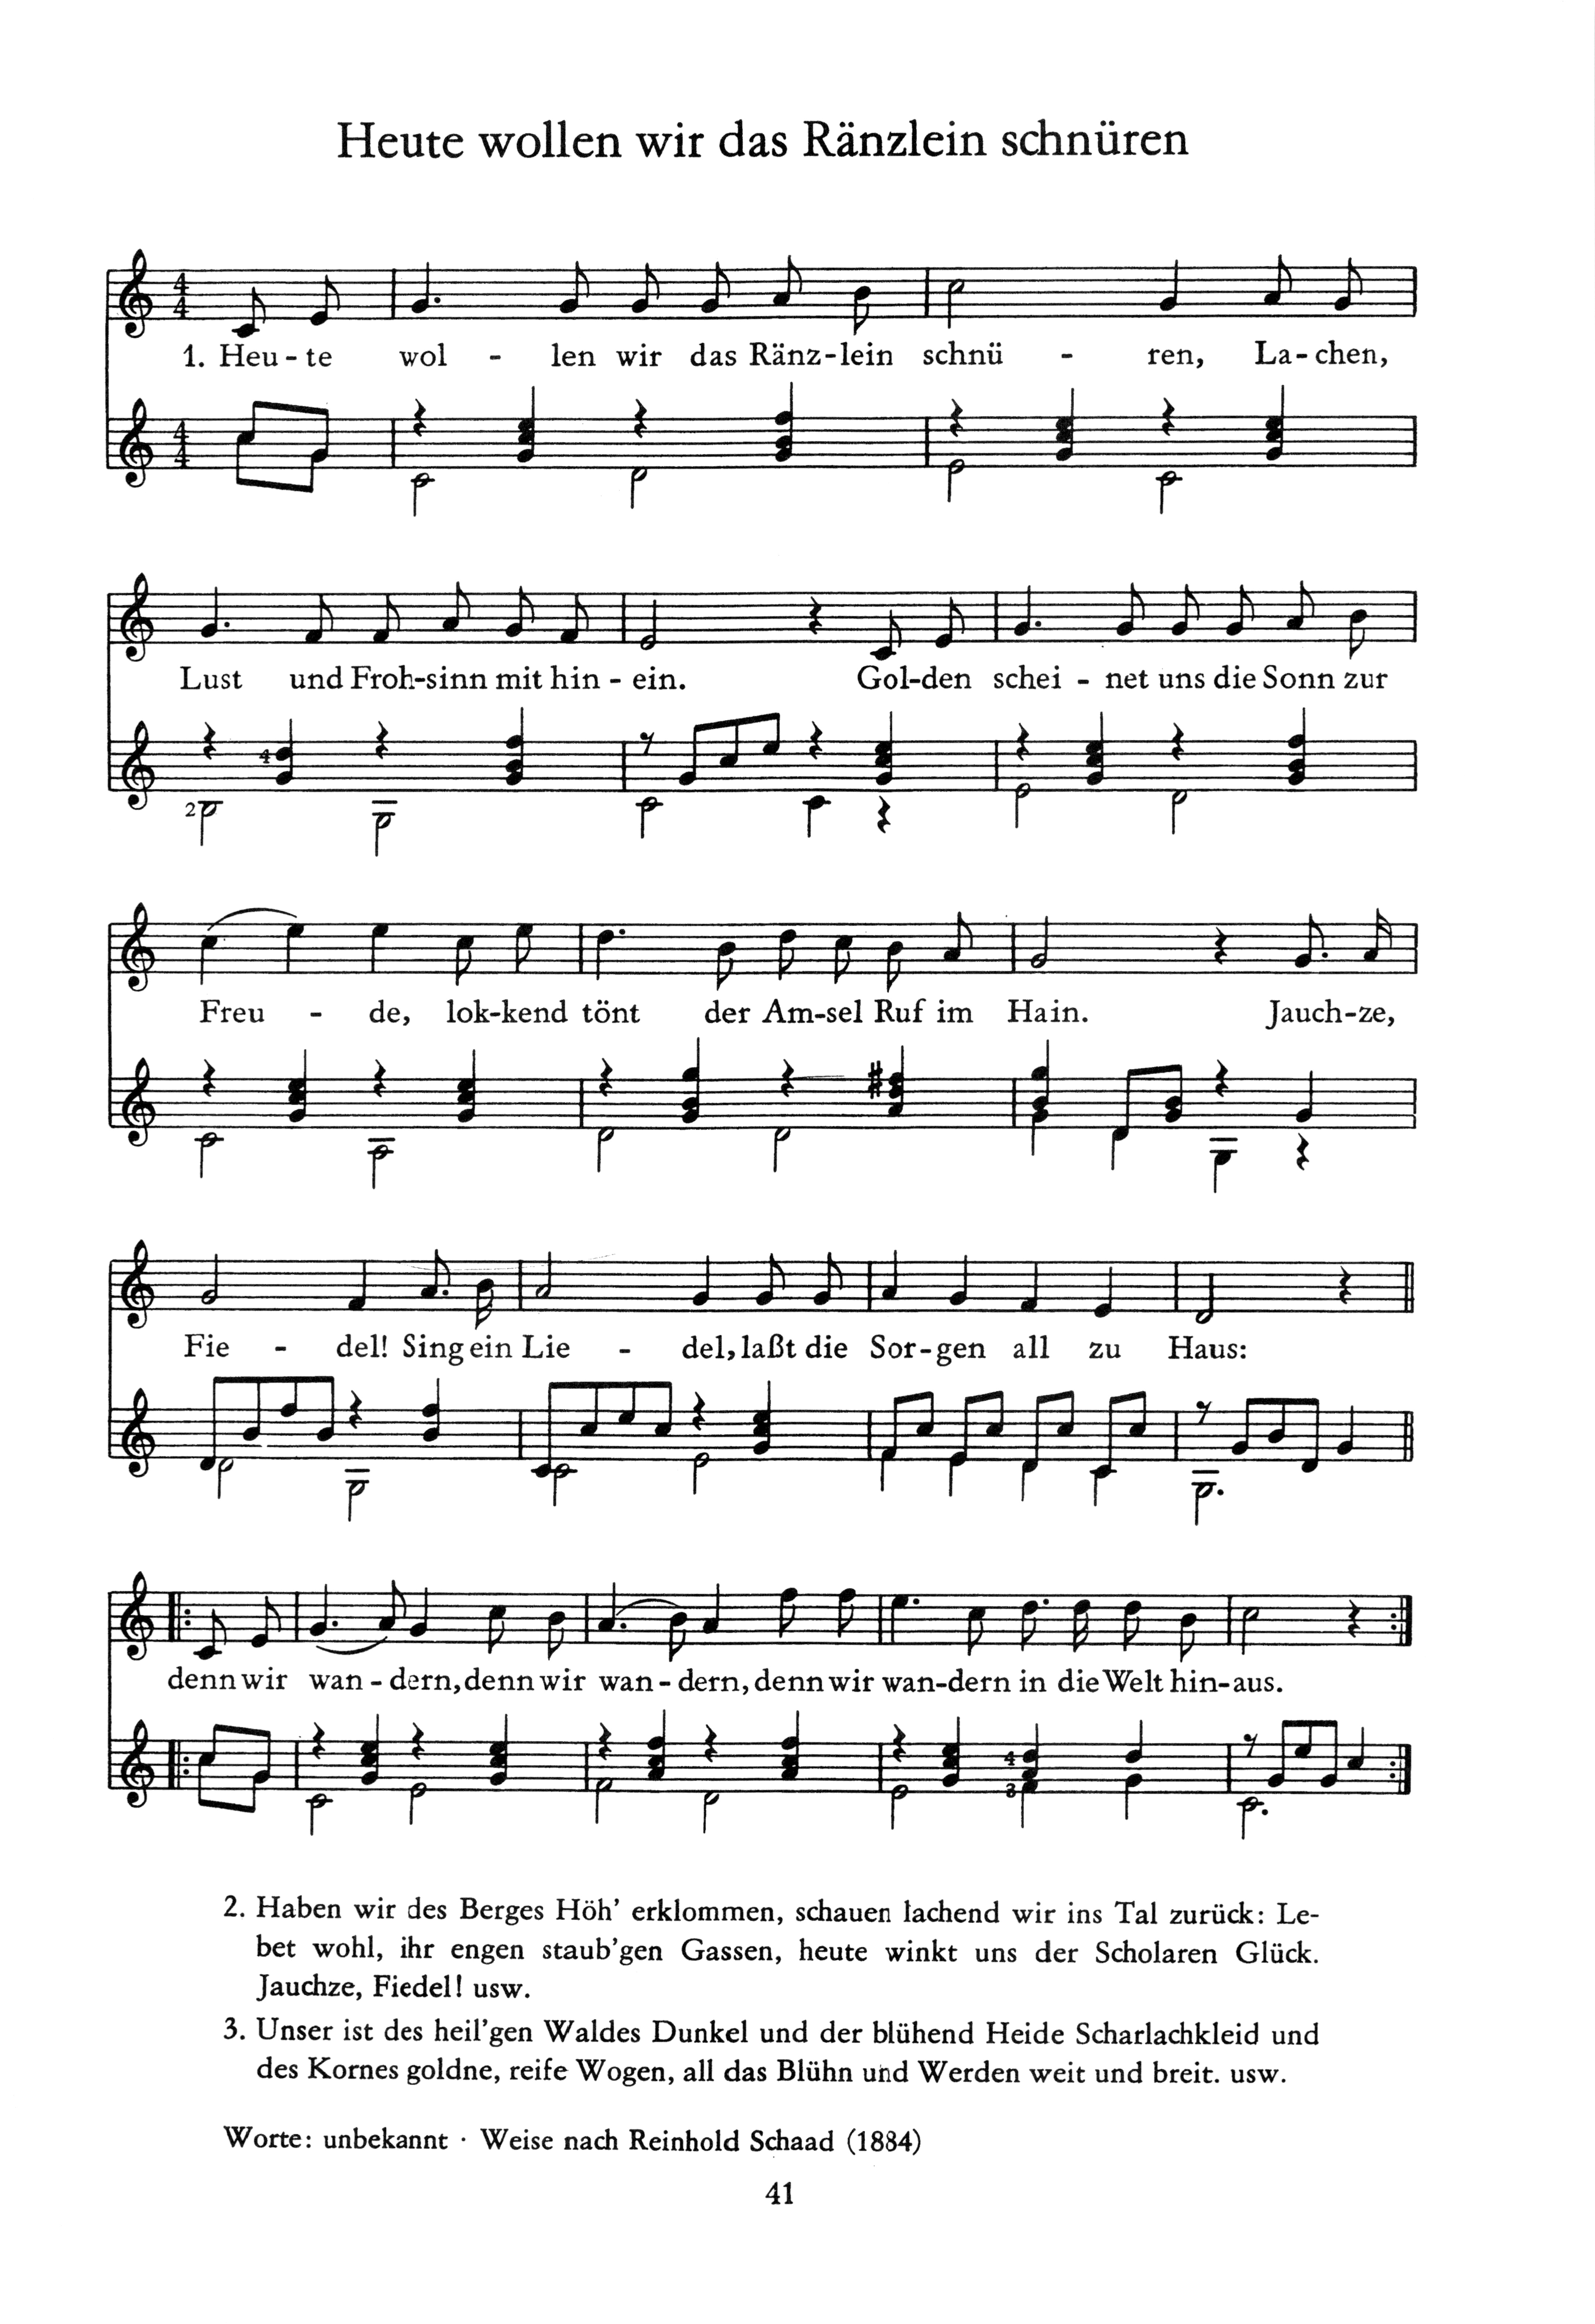 Heute wollen wir das Ränzlein schnüren
1. Heu-te wol - len wir das Ränz-lein schnü - ren, La-chen,
Lust und Froh-sinn mit hin-ein. Gol-den schei-net uns die Sonn zur
4
2
Freu - de, lok-kend tönt der Am-sel Ruf im Hain. Jauch-ze,
Fie - del! Sing ein Lie - del, laßt die Sor-gen all zu Haus:
denn wir wan-dern, denn wir wan-dern, denn wir wan-dern in die Welt hin-aus.
4
3
2. Haben wir des Berges Höh' erklommen, schauen lachend wir ins Tal zurück: Le-
bet wohl, ihr engen staub'gen Gassen, heute winkt uns der Scholaren Glück.
Jauchze, Fiedel! usw.
3. Unser ist des heil'gen Waldes Dunkel und der blühend Heide Scharlachkleid und
des Kornes goldne, reife Wogen, all das Blühn und Werden weit und breit. usw.
Worte: unbekannt · Weise nach Reinhold Schaad (1884)
41